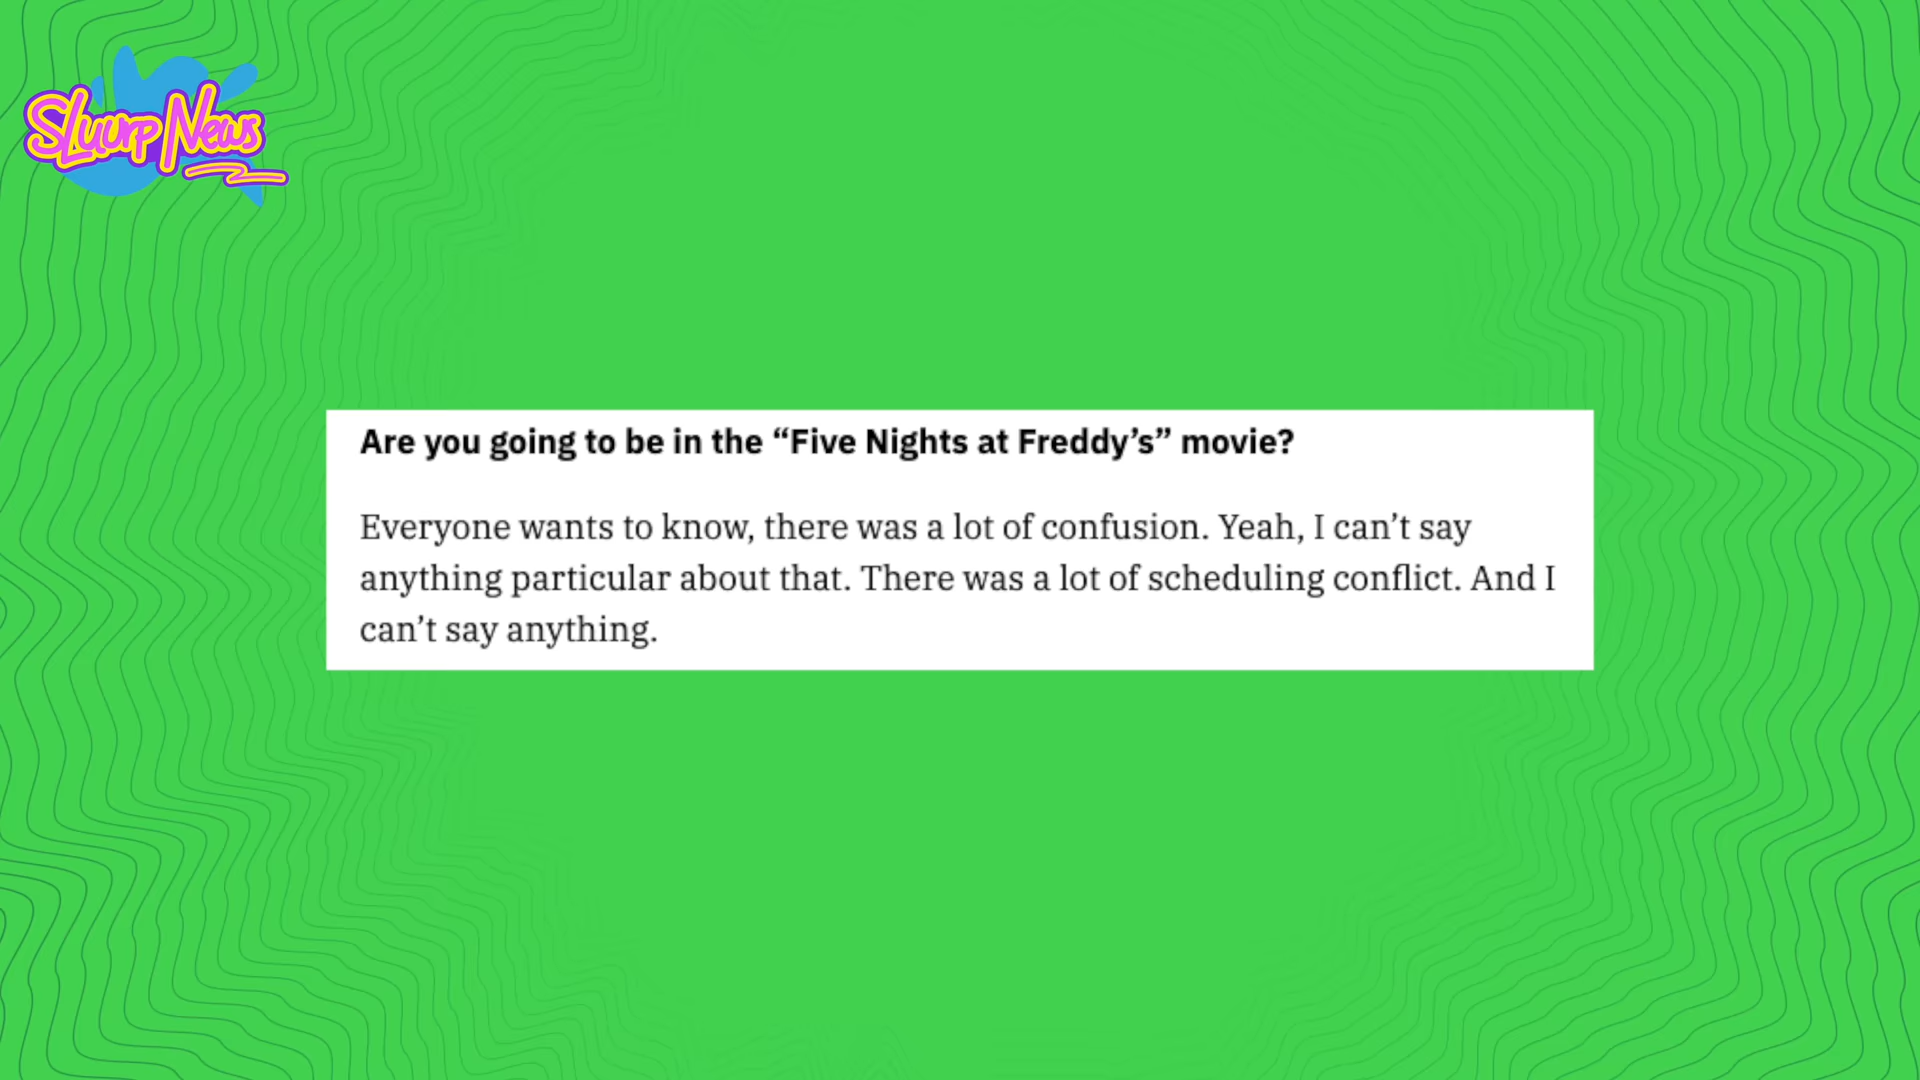 Sluurp News
Are you going to be in the “Five Nights at Freddy’s” movie?
Everyone wants to know, there was a lot of confusion. Yeah, I can’t say
anything particular about that. There was a lot of scheduling conflict. And I
can’t say anything.